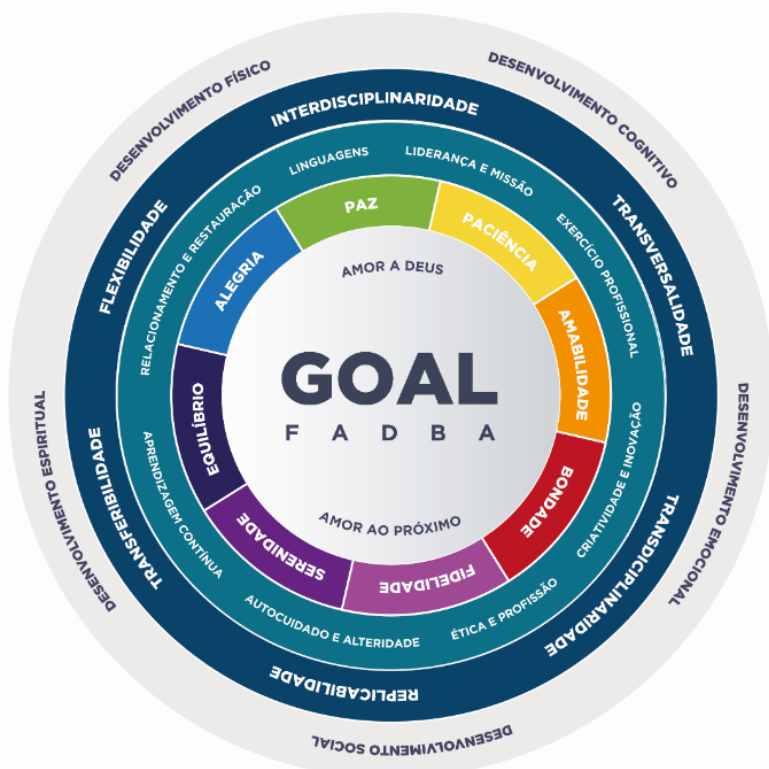 DESENVOLVIMENTO FÍSICO
DESENVOLVIMENTO COGNITIVO
DESENVOLVIMENTO EMOCIONAL
DESENVOLVIMENTO SOCIAL
DESENVOLVIMENTO ESPIRITUAL
INTERDISCIPLINARIDADE
TRANSVERSALIDADE
TRANSDICIPLINARIDADE
REPLICABILIDADE
TRANSFERIBILIDADE
FLEXIBILIDADE
LINGUAGENS
LIDERANÇA E MISSÃO
EXERCÍCIO PROFISSIONAL
CRIATIVIDADE E INOVAÇÃO
ÉTICA E PROFISSÃO
AUTOCUIDADO E ALTERIDADE
APRENDIZAGEM CONTÍNUA
RELACIONAMENTO E RESTAURAÇÃO
PAZ
PACIÊNCIA
AMABILIDADE
BONDADE
FIDELIDADE
SERENIDADE
EQUILÍBRIO
ALEGRIA
AMOR A DEUS
GOAL
FADBA
AMOR AO PRÓXIMO